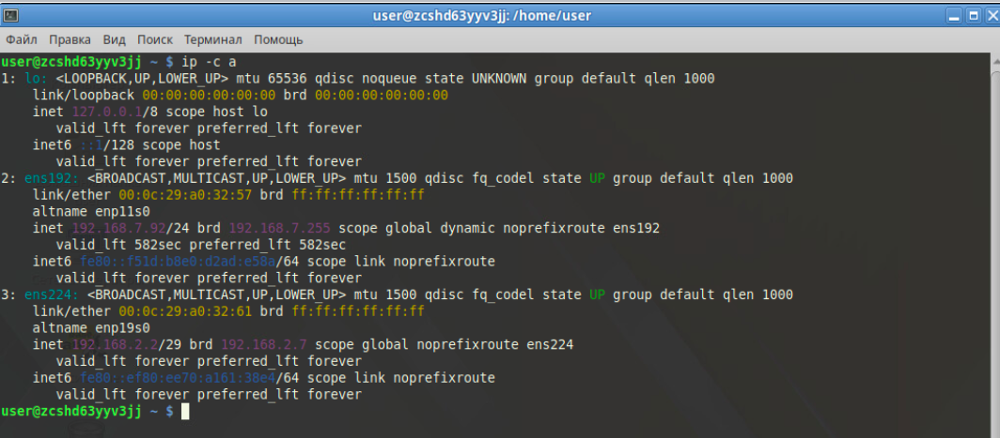 user@zcshd63yyv3jj: /home/user
Файл Правка Вид Поиск Терминал Помощь
user@zcshd63yyv3jj ~ $ ip -c a
1: lo: <LOOPBACK,UP,LOWER_UP> mtu 65536 qdisc noqueue state UNKNOWN group default qlen 1000
    link/loopback 00:00:00:00:00:00 brd 00:00:00:00:00:00
    inet 127.0.0.1/8 scope host lo
       valid_lft forever preferred_lft forever
    inet6 ::1/128 scope host
       valid_lft forever preferred_lft forever
2: ens192: <BROADCAST,MULTICAST,UP,LOWER_UP> mtu 1500 qdisc fq_codel state UP group default qlen 1000
    link/ether 00:0c:29:a0:32:57 brd ff:ff:ff:ff:ff:ff
    altname enp11s0
    inet 192.168.7.92/24 brd 192.168.7.255 scope global dynamic noprefixroute ens192
       valid_lft 582sec preferred_lft 582sec
    inet6 fe80::f51d:b8e0:d2ad:e58a/64 scope link noprefixroute
       valid_lft forever preferred_lft forever
3: ens224: <BROADCAST,MULTICAST,UP,LOWER_UP> mtu 1500 qdisc fq_codel state UP group default qlen 1000
    link/ether 00:0c:29:a0:32:61 brd ff:ff:ff:ff:ff:ff
    altname enp19s0
    inet 192.168.2.2/29 brd 192.168.2.7 scope global noprefixroute ens224
       valid_lft forever preferred_lft forever
    inet6 fe80::ef80:ee70:a161:38e4/64 scope link noprefixroute
       valid_lft forever preferred_lft forever
user@zcshd63yyv3jj ~ $